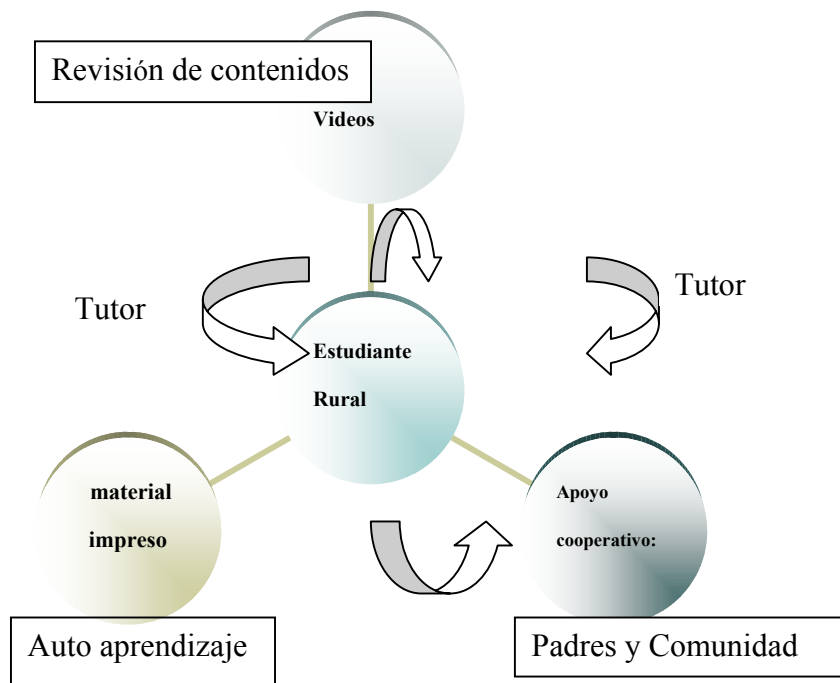 Revisión de contenidos
Videos
Tutor
Tutor
Estudiante
Rural
material
impreso
Apoyo
cooperativo:
Auto aprendizaje
Padres y Comunidad